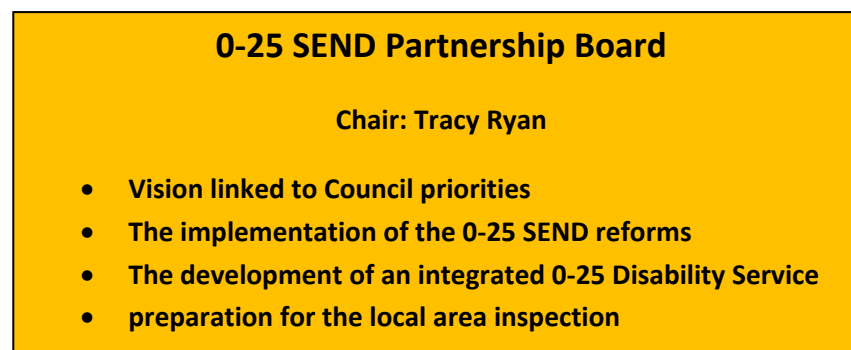 0-25 SEND Partnership Board
Chair: Tracy Ryan
• Vision linked to Council priorities
• The implementation of the 0-25 SEND reforms
• The development of an integrated 0-25 Disability Service
• preparation for the local area inspection